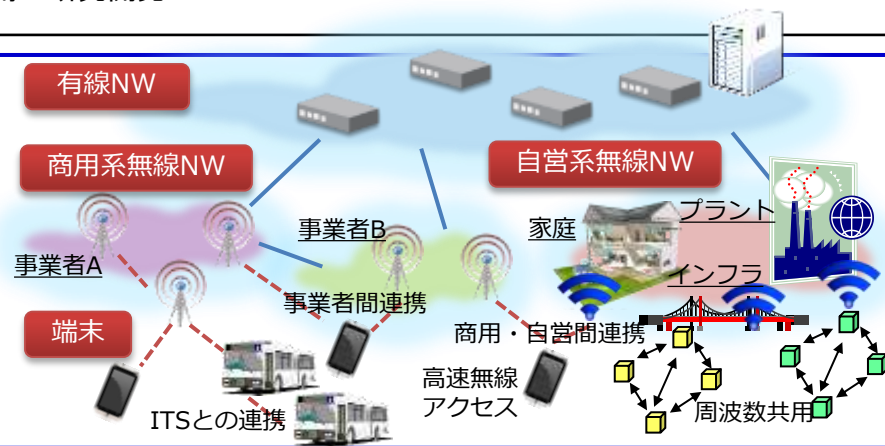 有線NW
商用系無線NW
自営系無線NW
プラント
事業者B
家庭
事業者A
インフラ
事業者間連携
端末
商用・自営間連携
高速無線
アクセス
ITSとの連携
周波数共用